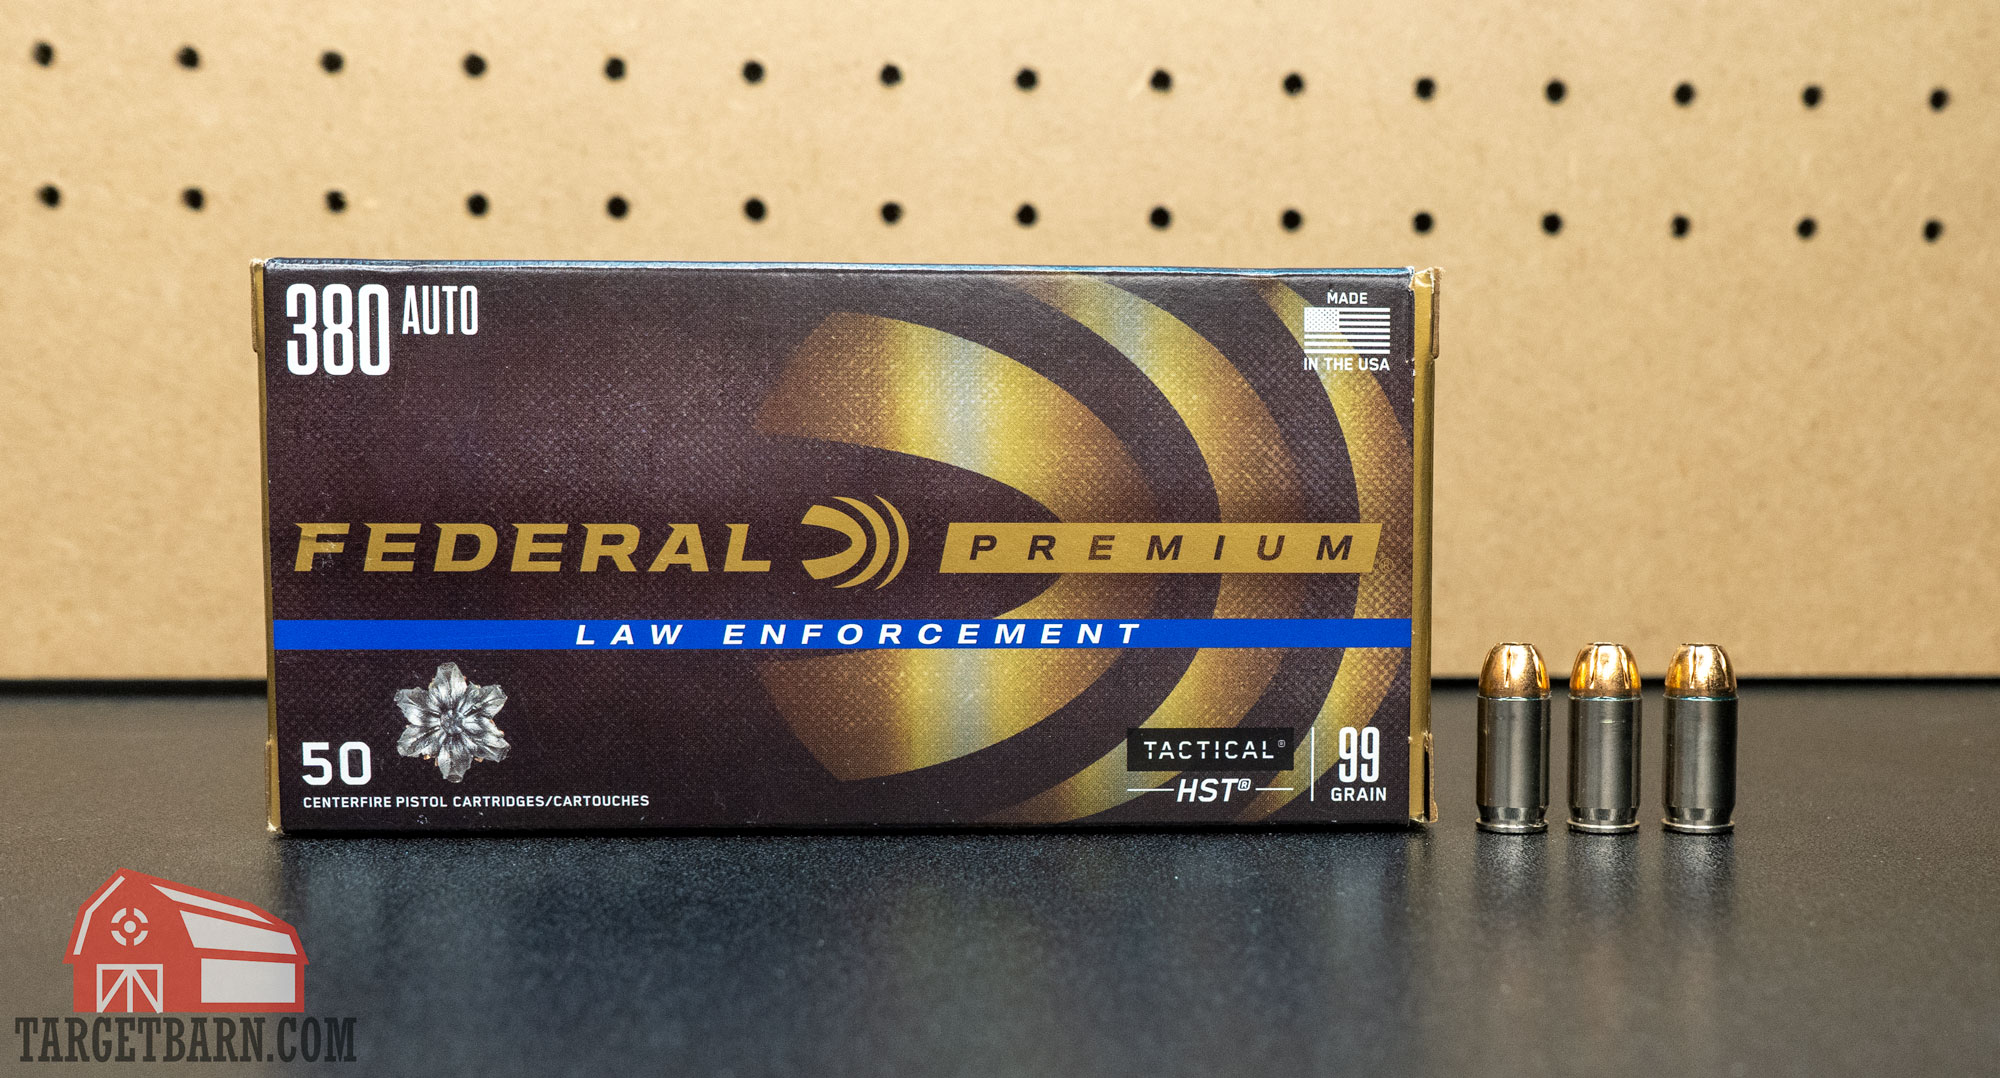 380 AUTO
MADE
IN THE USA
FEDERAL PREMIUM®
LAW ENFORCEMENT
50
CENTERFIRE PISTOL CARTRIDGES/CARTOUCHES
TACTICAL®
HST®
99
GRAIN
TARGETBARN.COM